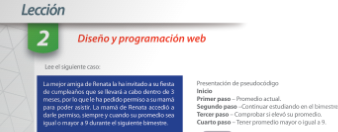 Lección
2 Diseño y programación web
Lee el siguiente caso:
La mejor amiga de Renata la ha invitado a su fiesta
de cumpleaños que se llevará a cabo dentro de 3
meses, por lo que le ha pedido permiso a su mamá
para poder asistir. La mamá de Renata accedió a
darle permiso, siempre y cuando su promedio sea
igual o mayor a 9 durante el siguiente bimestre.
Presentación de pseudocódigo
Inicio
Primer paso – Promedio actual.
Segundo paso –Continuar estudiando en el bimestre
Tercer paso – Comprobar si elevó su promedio.
Cuarto paso – Tener promedio mayor o igual a 9.